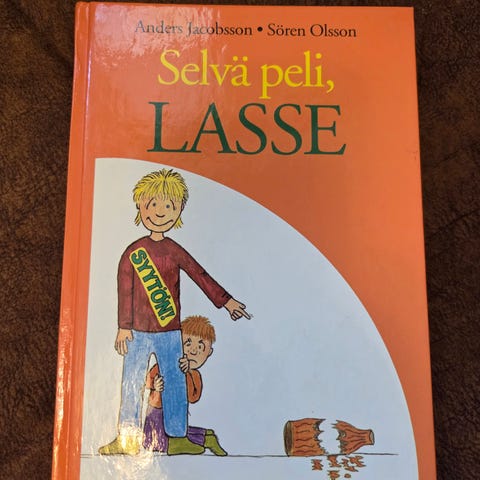 Anders Jacobsson • Sören Olsson
Selvä peli,
LASSE
SYYTÖN!